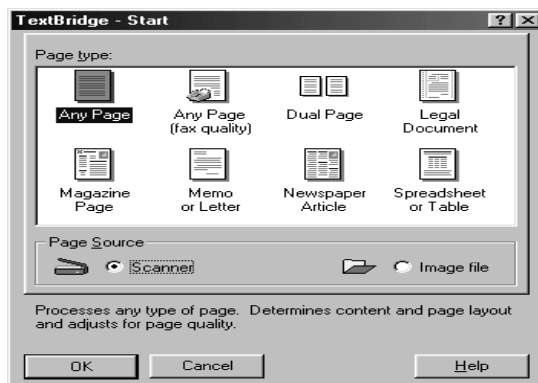 TextBridge - Start
Page type:
Any Page
Any Page
(fax quality)
Dual Page
Legal
Document
Magazine
Page
Memo
or Letter
Newspaper
Article
Spreadsheet
or Table
Page Source
Scanner
Image file
Processes any type of page. Determines content and page layout
and adjusts for page quality.
OK
Cancel
Help